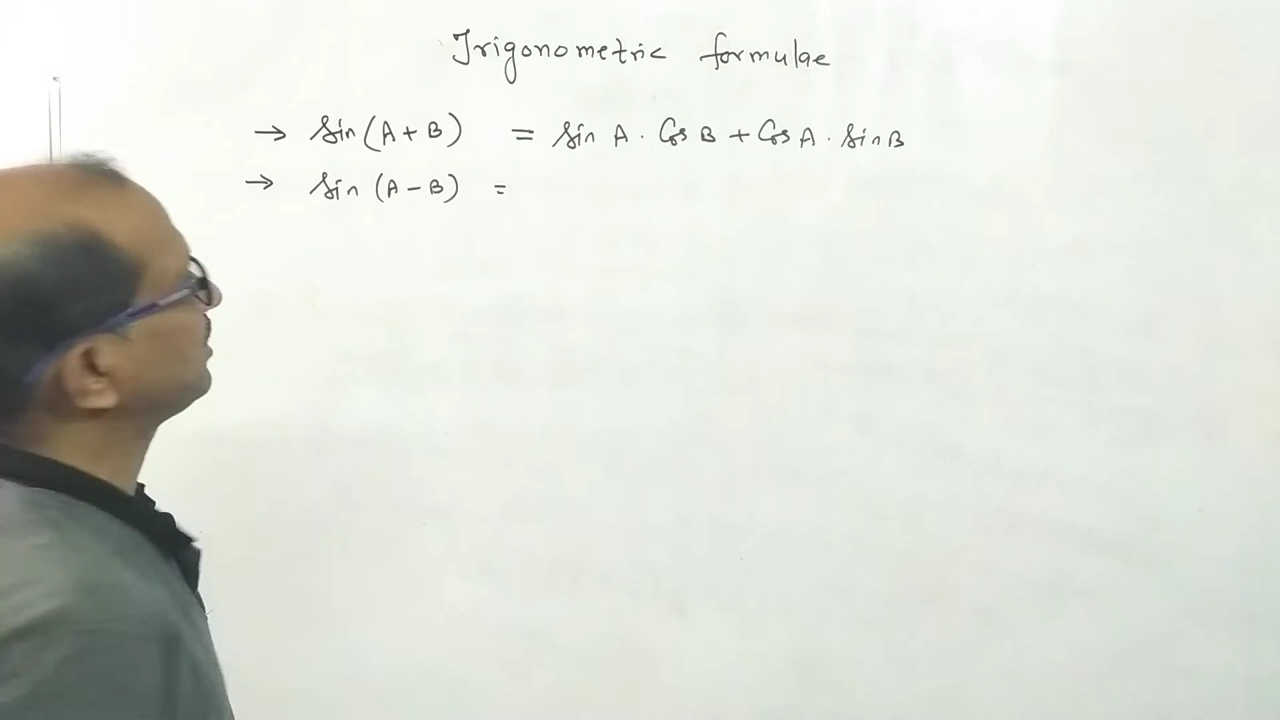 Trigonometric formulae
→ Sin (A + B) = Sin A . Cos B + Cos A . Sin B
→ Sin (A - B) =